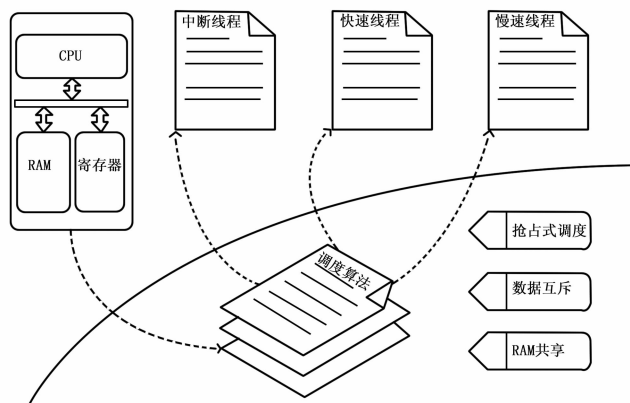 中断线程
快速线程
慢速线程
CPU
RAM
寄存器
调度算法
抢占式调度
数据互斥
RAM共享